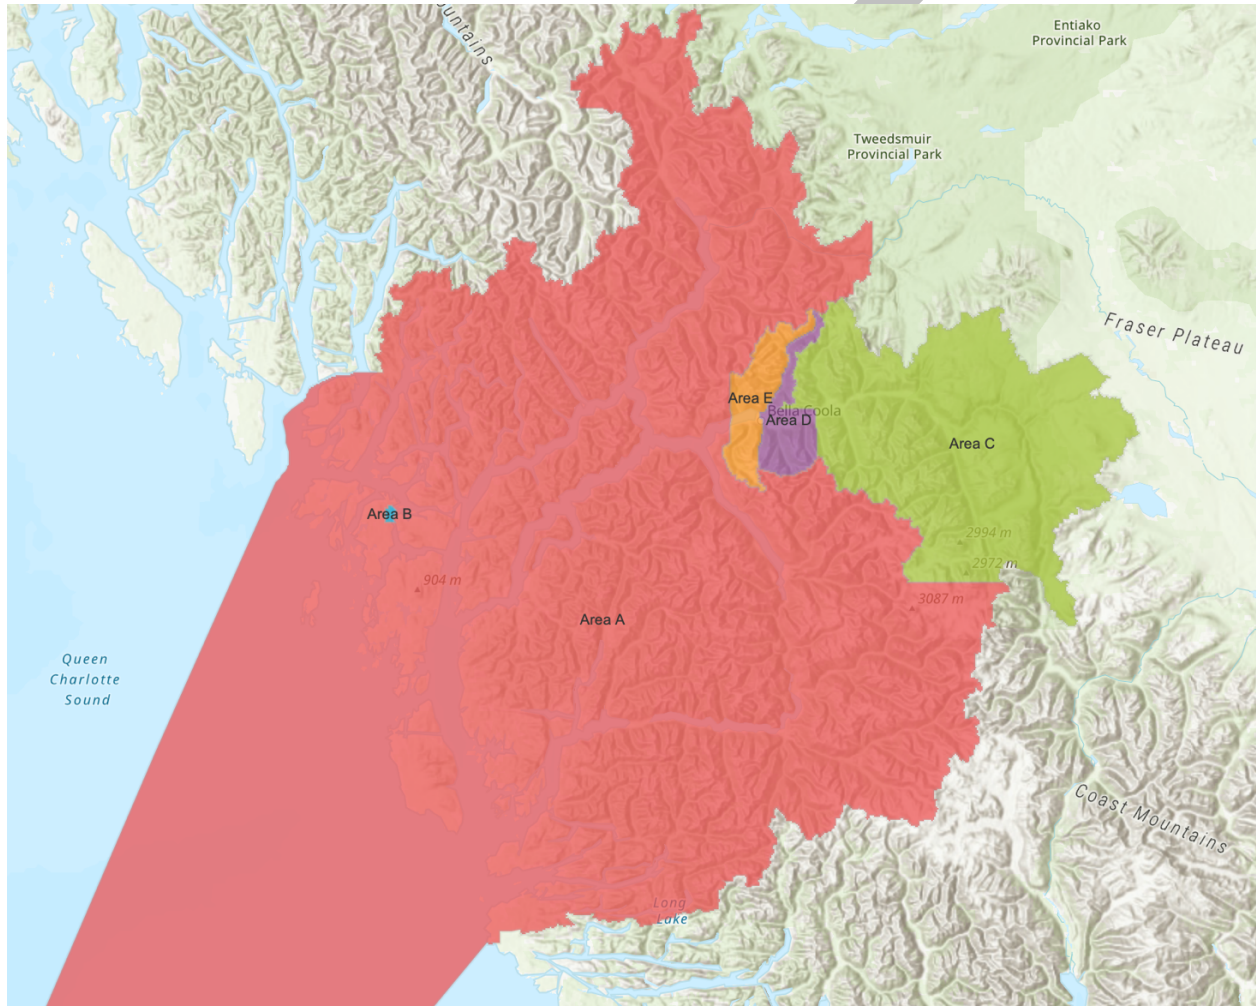 ountains
Entiako
Provincial Park
Tweedsmuir
Provincial Park
Fraser Plateau
Area E
Bella Coola
Area D
Area C
Area B
2994 m
2972 m
904 m
3087 m
Area A
Queen
Charlotte
Sound
Coast Mountains
Long
Lake